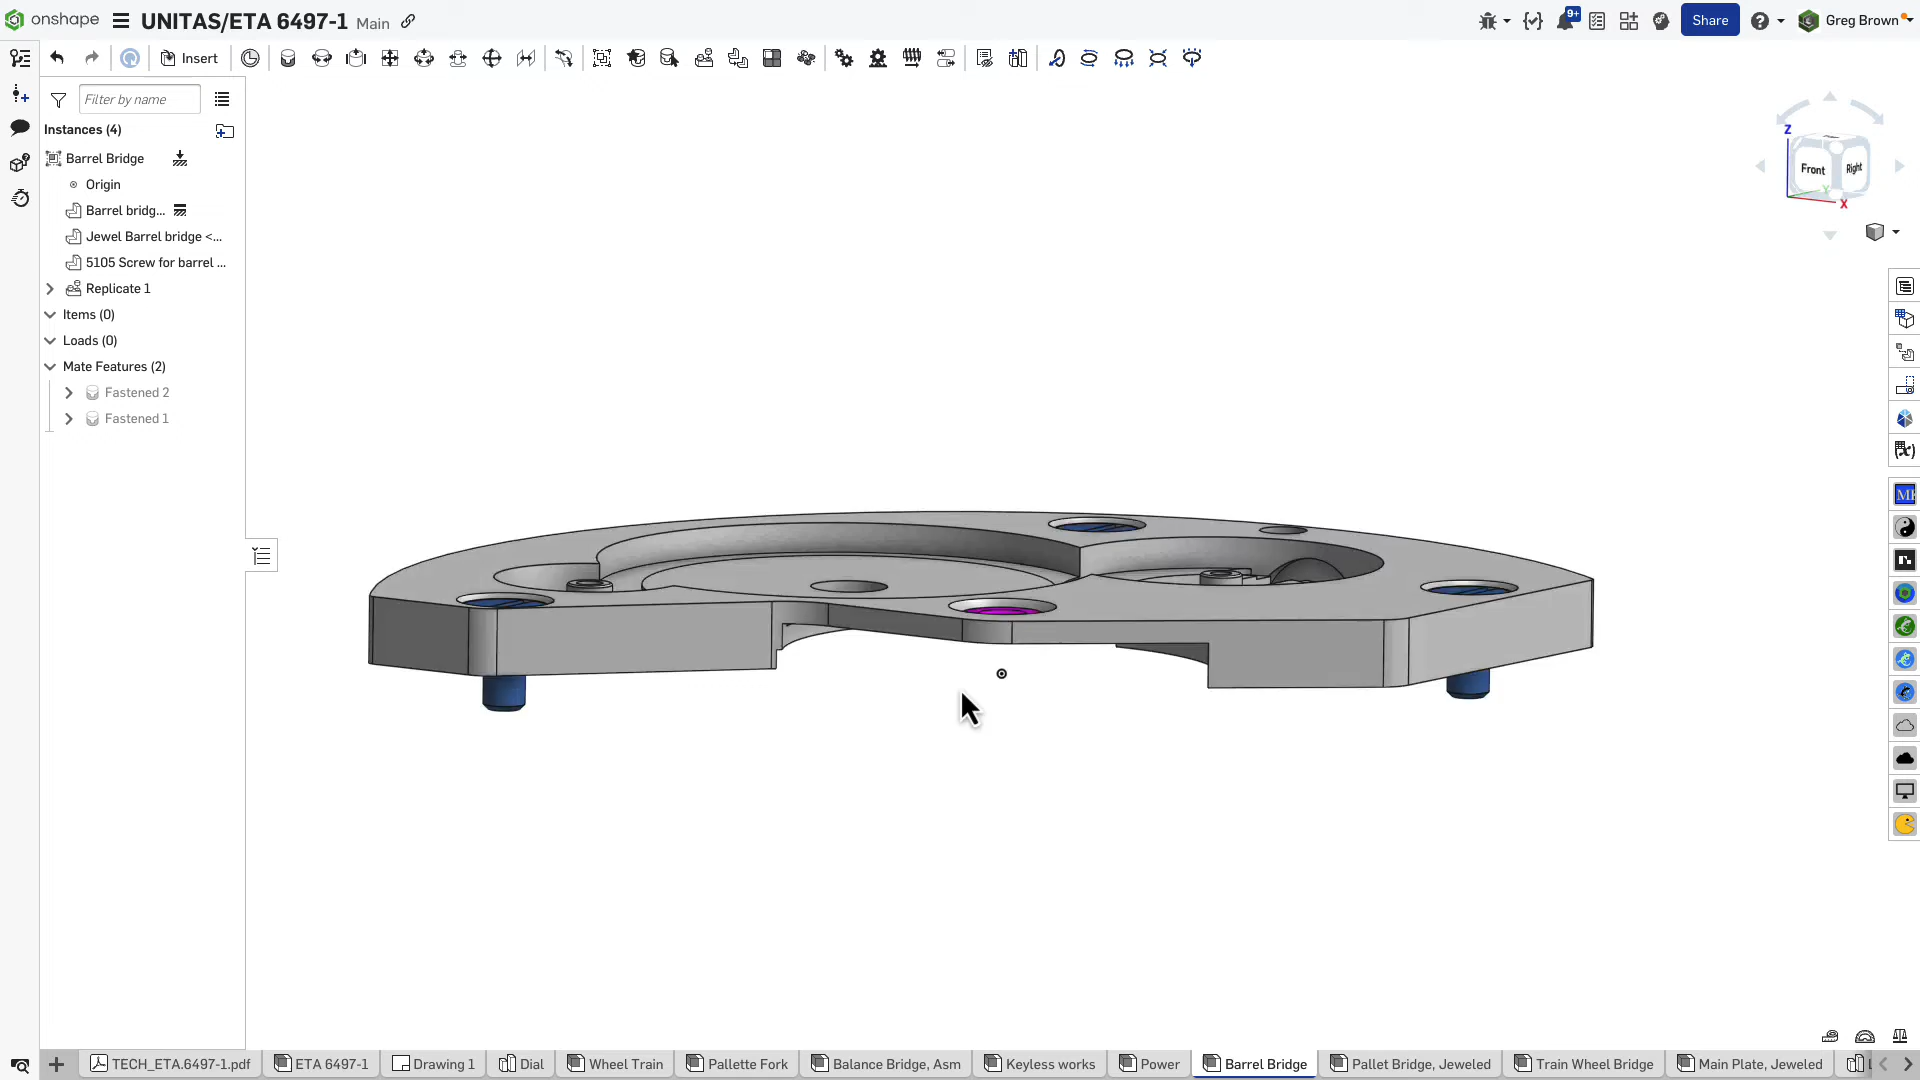 onshape UNITAS/ETA 6497-1 Main 9+ Share Greg Brown
Insert
Filter by name
Instances (4)
Barrel Bridge
Origin
Barrel bridg...
Jewel Barrel bridge <...
5105 Screw for barrel ...
Replicate 1
Items (0)
Loads (0)
Mate Features (2)
Fastened 2
Fastened 1
Z
Front Right
Y
X
TECH_ETA.6497-1.pdf ETA 6497-1 Drawing 1 Dial Wheel Train Pallette Fork Balance Bridge, Asm Keyless works Power Barrel Bridge Pallet Bridge, Jeweled Train Wheel Bridge Main Plate, Jeweled